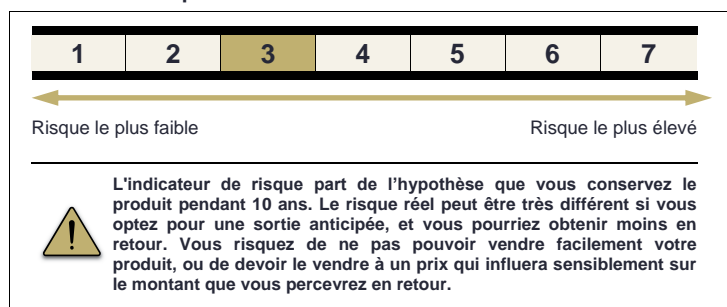 1 2 3 4 5 6 7
Risque le plus faible Risque le plus élevé
L'indicateur de risque part de l’hypothèse que vous conservez le
produit pendant 10 ans. Le risque réel peut être très différent si vous
optez pour une sortie anticipée, et vous pourriez obtenir moins en
retour. Vous risquez de ne pas pouvoir vendre facilement votre
produit, ou de devoir le vendre à un prix qui influera sensiblement sur
le montant que vous percevrez en retour.